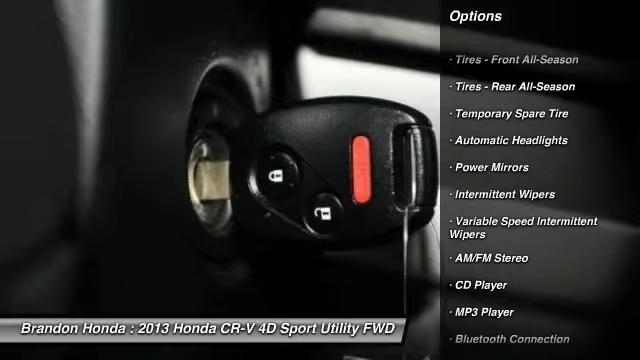 Options
· Tires - Front All-Season
· Tires - Rear All-Season
· Temporary Spare Tire
· Automatic Headlights
· Power Mirrors
· Intermittent Wipers
· Variable Speed Intermittent
Wipers
· AM/FM Stereo
· CD Player
· MP3 Player
· Bluetooth Connection
Brandon Honda : 2013 Honda CR-V 4D Sport Utility FWD